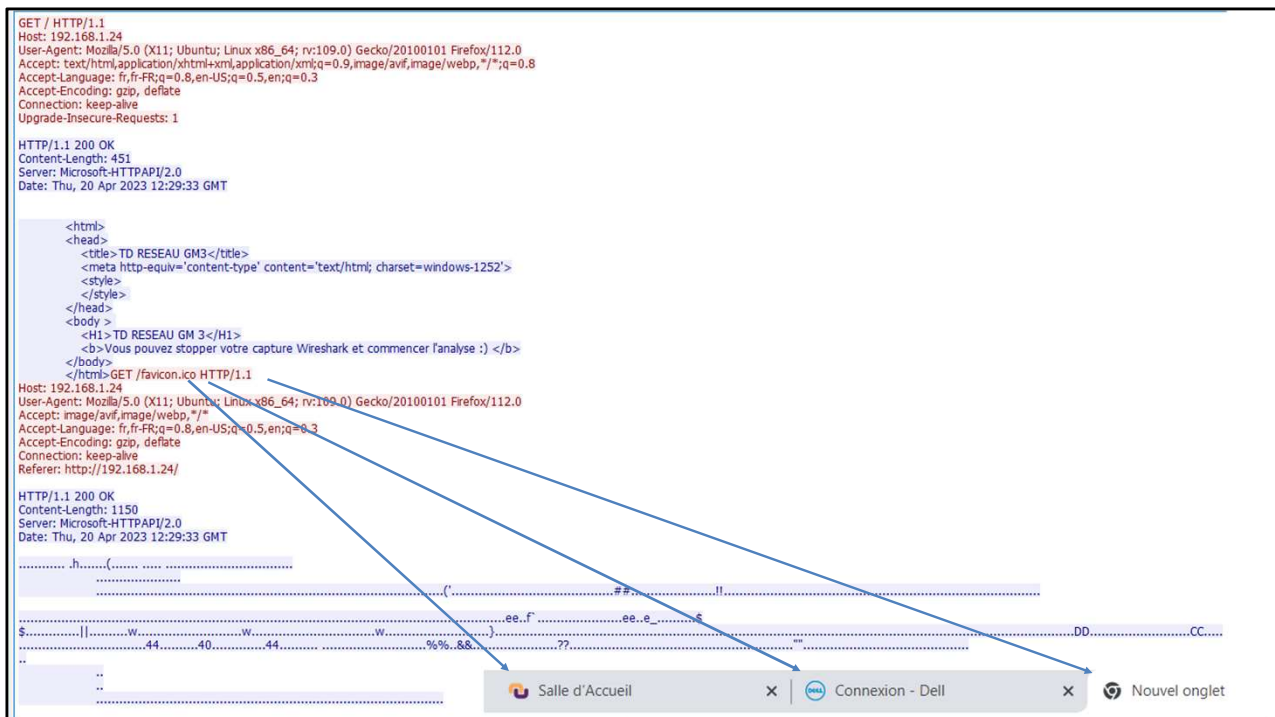 GET / HTTP/1.1
Host: 192.168.1.24
User-Agent: Mozilla/5.0 (X11; Ubuntu; Linux x86_64; rv:109.0) Gecko/20100101 Firefox/112.0
Accept: text/html,application/xhtml+xml,application/xml;q=0.9,image/avif,image/webp,*/*;q=0.8
Accept-Language: fr,fr-FR;q=0.8,en-US;q=0.5,en;q=0.3
Accept-Encoding: gzip, deflate
Connection: keep-alive
Upgrade-Insecure-Requests: 1
HTTP/1.1 200 OK
Content-Length: 451
Server: Microsoft-HTTPAPI/2.0
Date: Thu, 20 Apr 2023 12:29:33 GMT
<html>
<head>
<title>TD RESEAU GM3</title>
<meta http-equiv='content-type' content='text/html; charset=windows-1252'>
<style>
</style>
</head>
<body >
<H1>TD RESEAU GM 3</H1>
<b>Vous pouvez stopper votre capture Wireshark et commencer l'analyse :) </b>
</body>
</html>GET /favicon.ico HTTP/1.1
Host: 192.168.1.24
User-Agent: Mozilla/5.0 (X11; Ubuntu; Linux x86_64; rv:109.0) Gecko/20100101 Firefox/112.0
Accept: image/avif,image/webp,*/*
Accept-Language: fr,fr-FR;q=0.8,en-US;q=0.5,en;q=0.3
Accept-Encoding: gzip, deflate
Connection: keep-alive
Referer: http://192.168.1.24/
HTTP/1.1 200 OK
Content-Length: 1150
Server: Microsoft-HTTPAPI/2.0
Date: Thu, 20 Apr 2023 12:29:33 GMT
Salle d'Accueil
DELL Connexion - Dell
Nouvel onglet